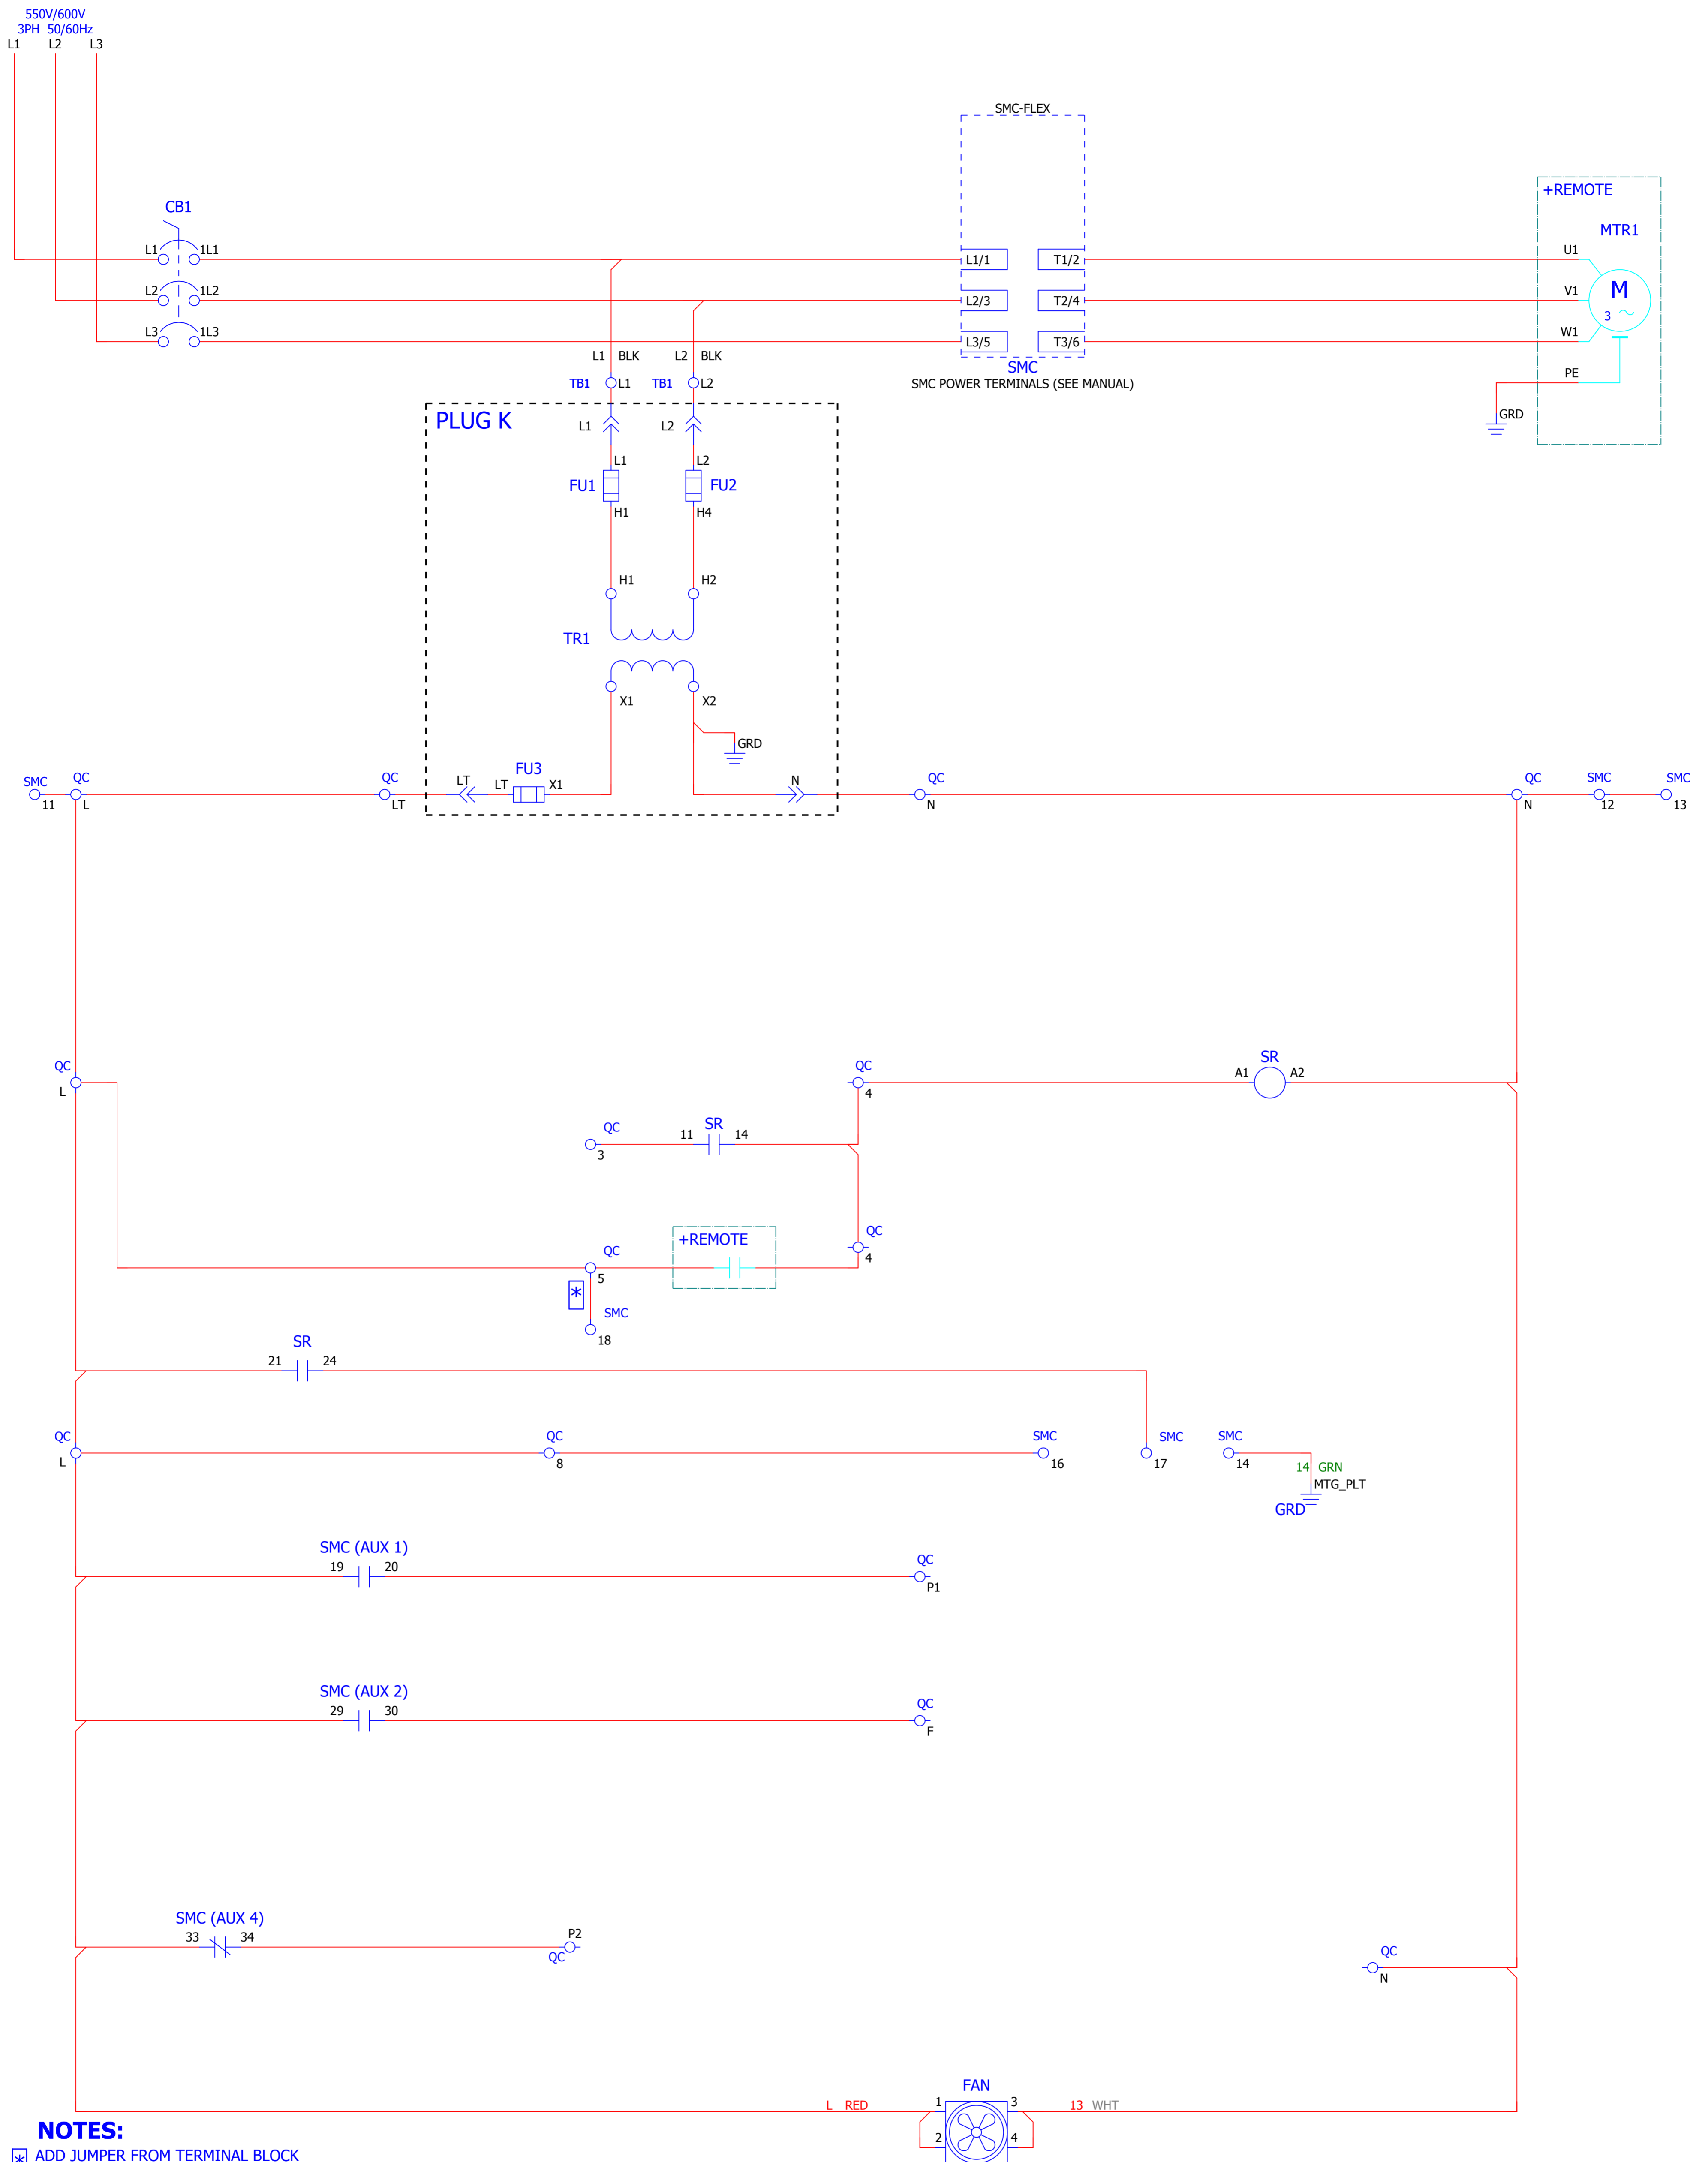 550V/600V
3PH 50/60Hz
L1 L2 L3
SMC-FLEX
+REMOTE
CB1
MTR1
L1 1L1 L1/1 T1/2 U1
L2 1L2 L2/3 T2/4 V1
M
3
L3 1L3 L3/5 T3/6 W1
L1 BLK L2 BLK
SMC
SMC POWER TERMINALS (SEE MANUAL)
TB1 L1 TB1 L2
PE
GRD
PLUG K
L1 L2
L1 L2
FU1 FU2
H1 H4
H1 H2
TR1
X1 X2
GRD
FU3
SMC QC QC LT LT X1 N QC QC SMC SMC
11 L LT N N 12 13
QC QC SR
A1 A2
L 4
QC SR
11 14
3
QC +REMOTE QC
5 4
* SMC
18
SR
21 24
QC QC SMC SMC SMC
L 8 16 17 14
14 GRN
MTG_PLT
GRD
SMC (AUX 1)
19 20 QC
P1
SMC (AUX 2)
29 30 QC
F
SMC (AUX 4)
33 34 P2
QC
QC
N
FAN
L RED 1 3 13 WHT
2 4
NOTES:
* ADD JUMPER FROM TERMINAL BLOCK